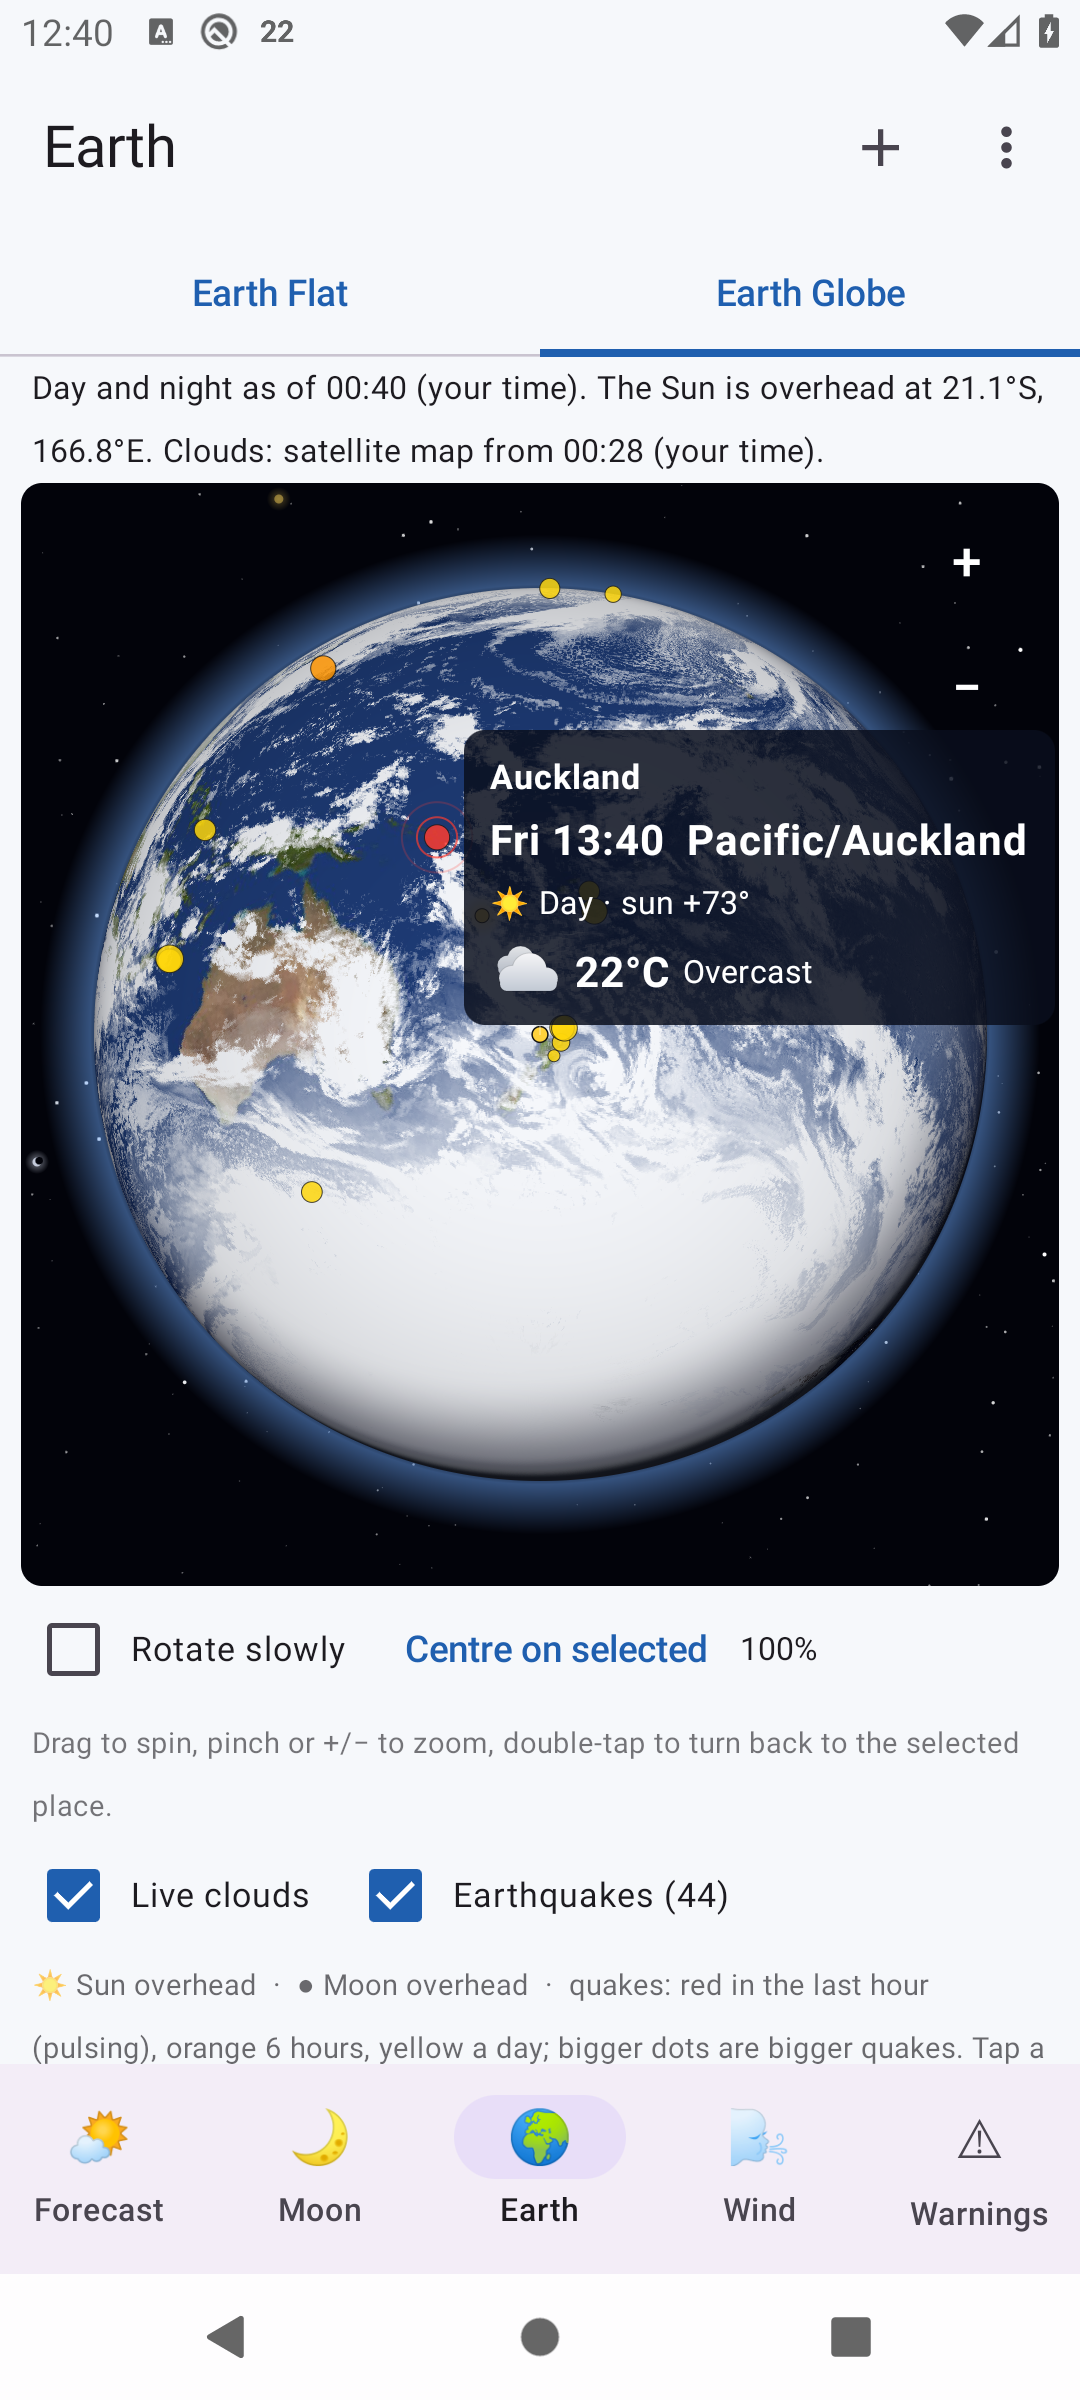 12:40 22
Earth
Earth Flat Earth Globe
Day and night as of 00:40 (your time). The Sun is overhead at 21.1°S,
166.8°E. Clouds: satellite map from 00:28 (your time).
+
−
Auckland
Fri 13:40 Pacific/Auckland
Day · sun +73°
22°C Overcast
Rotate slowly Centre on selected 100%
Drag to spin, pinch or +/− to zoom, double-tap to turn back to the selected
place.
Live clouds Earthquakes (44)
☀️ Sun overhead · ● Moon overhead · quakes: red in the last hour
(pulsing), orange 6 hours, yellow a day; bigger dots are bigger quakes. Tap a
Forecast Moon Earth Wind Warnings